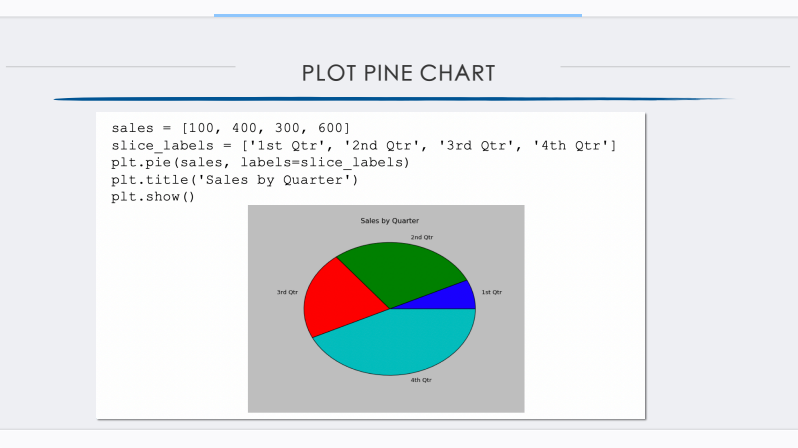 PLOT PINE CHART
sales = [100, 400, 300, 600]
slice_labels = ['1st Qtr', '2nd Qtr', '3rd Qtr', '4th Qtr']
plt.pie(sales, labels=slice_labels)
plt.title('Sales by Quarter')
plt.show()
Sales by Quarter
2nd Qtr
3rd Qtr
1st Qtr
4th Qtr